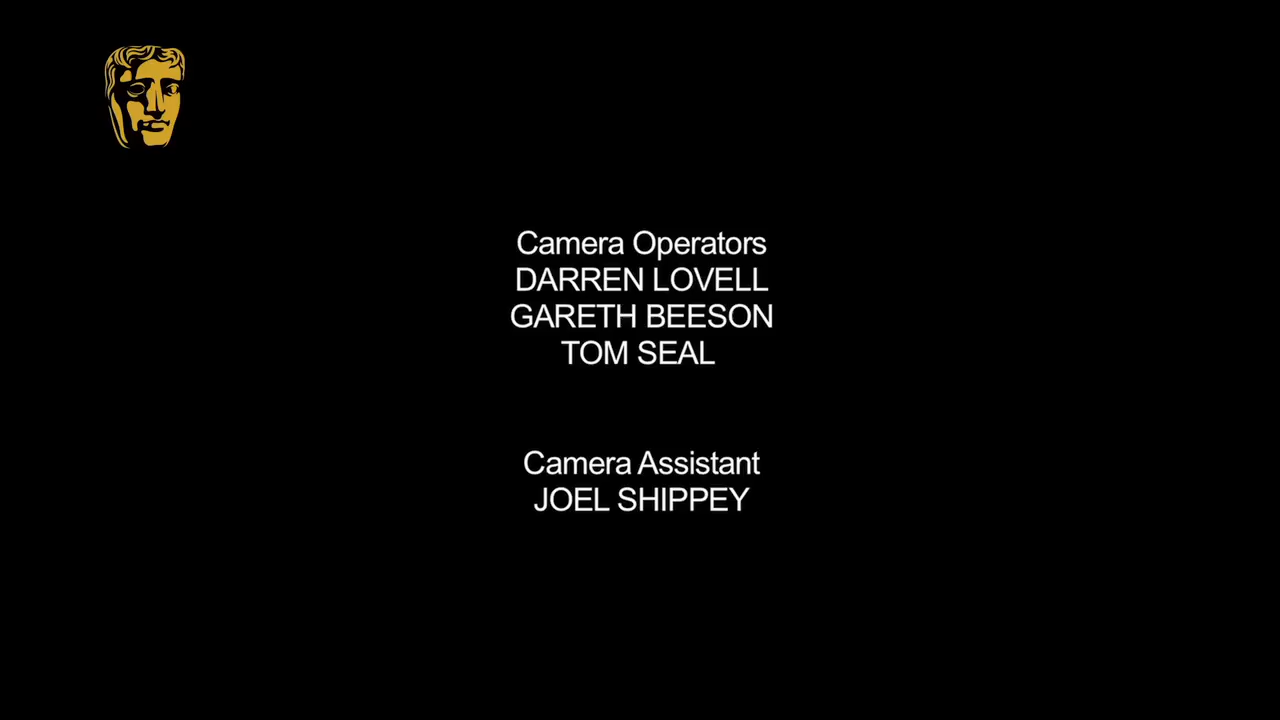 Camera Operators
DARREN LOVELL
GARETH BEESON
TOM SEAL
Camera Assistant
JOEL SHIPPEY